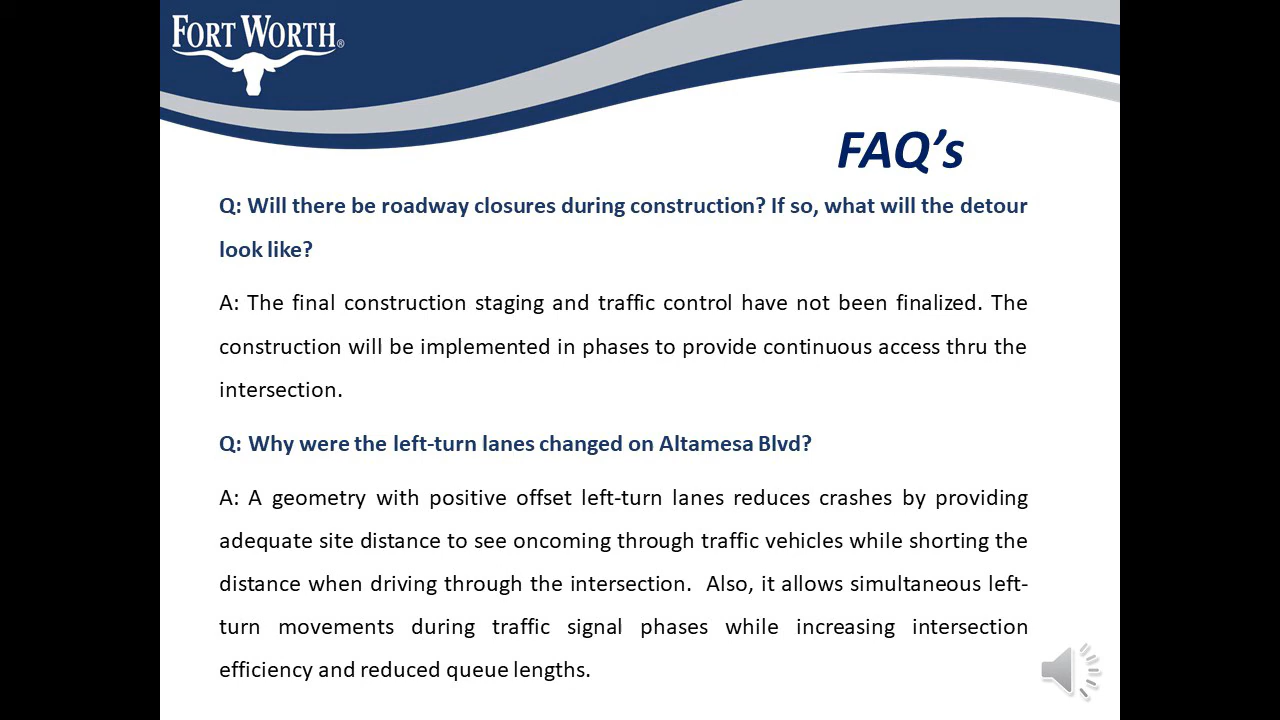 FORT WORTH®
FAQ’s
Q: Will there be roadway closures during construction? If so, what will the detour
look like?
A: The final construction staging and traffic control have not been finalized. The
construction will be implemented in phases to provide continuous access thru the
intersection.
Q: Why were the left-turn lanes changed on Altamesa Blvd?
A: A geometry with positive offset left-turn lanes reduces crashes by providing
adequate site distance to see oncoming through traffic vehicles while shorting the
distance when driving through the intersection. Also, it allows simultaneous left-
turn movements during traffic signal phases while increasing intersection
efficiency and reduced queue lengths.